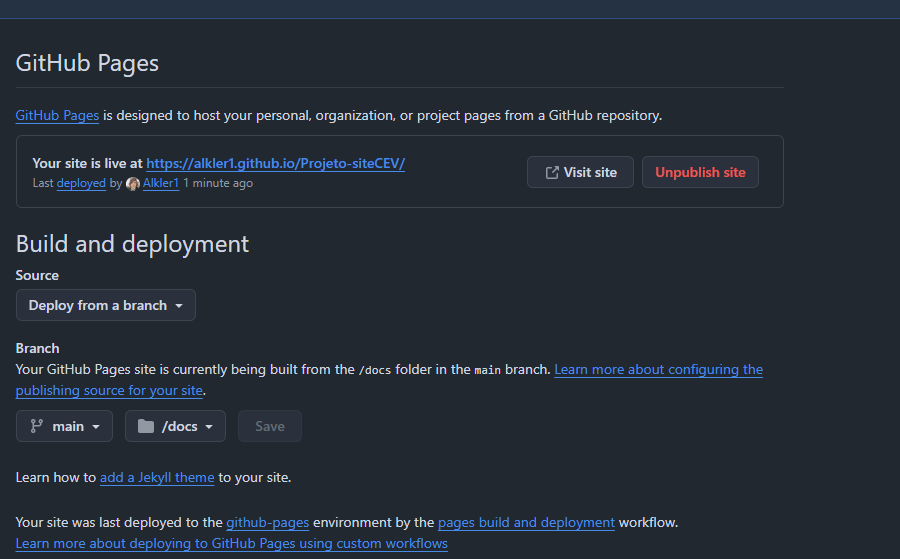 GitHub Pages
GitHub Pages is designed to host your personal, organization, or project pages from a GitHub repository.
Your site is live at https://alkler1.github.io/Projeto-siteCEV/
Last deployed by Alkler1 1 minute ago
Visit site
Unpublish site
Build and deployment
Source
Deploy from a branch
Branch
Your GitHub Pages site is currently being built from the /docs folder in the main branch. Learn more about configuring the
publishing source for your site.
main
/docs
Save
Learn how to add a Jekyll theme to your site.
Your site was last deployed to the github-pages environment by the pages build and deployment workflow.
Learn more about deploying to GitHub Pages using custom workflows